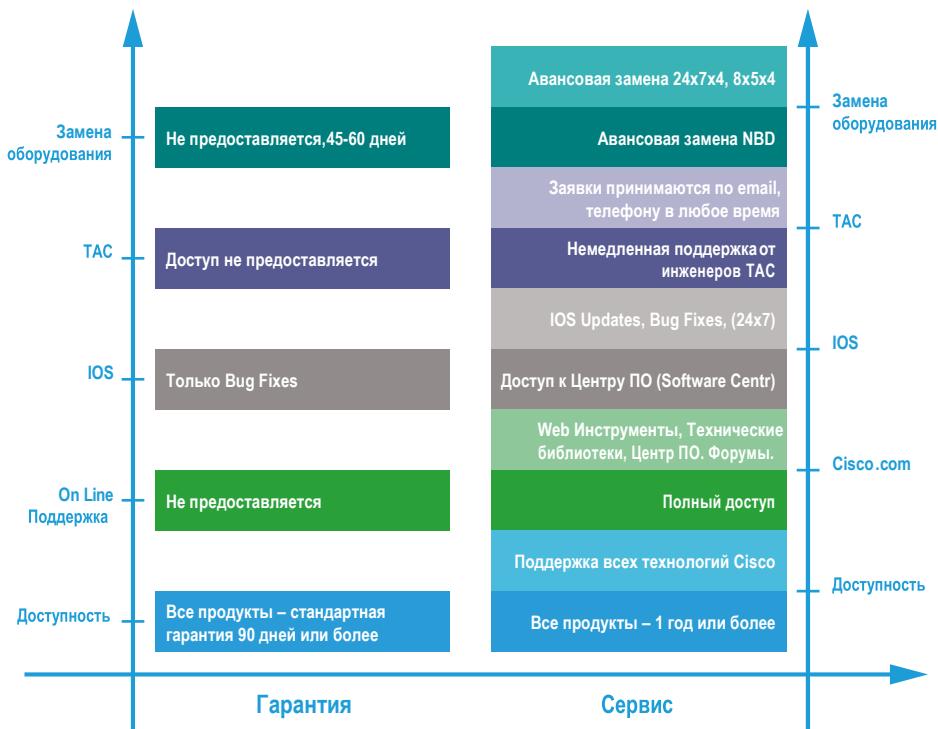 Замена
оборудования
TAC
IOS
On Line
Поддержка
Доступность
Не предоставляется,45-60 дней
Доступ не предоставляется
Только Bug Fixes
Не предоставляется
Все продукты – стандартная
гарантия 90 дней или более
Гарантия
Авансовая замена 24x7x4, 8x5x4
Авансовая замена NBD
Заявки принимаются по email,
телефону в любое время
Немедленная поддержка от
инженеров TAC
IOS Updates, Bug Fixes, (24x7)
Доступ к Центру ПО (Software Centr)
Web Инструменты, Технические
библиотеки, Центр ПО. Форумы.
Полный доступ
Поддержка всех технологий Cisco
Все продукты – 1 год или более
Сервис
Замена
оборудования
TAC
IOS
Cisco.com
Доступность